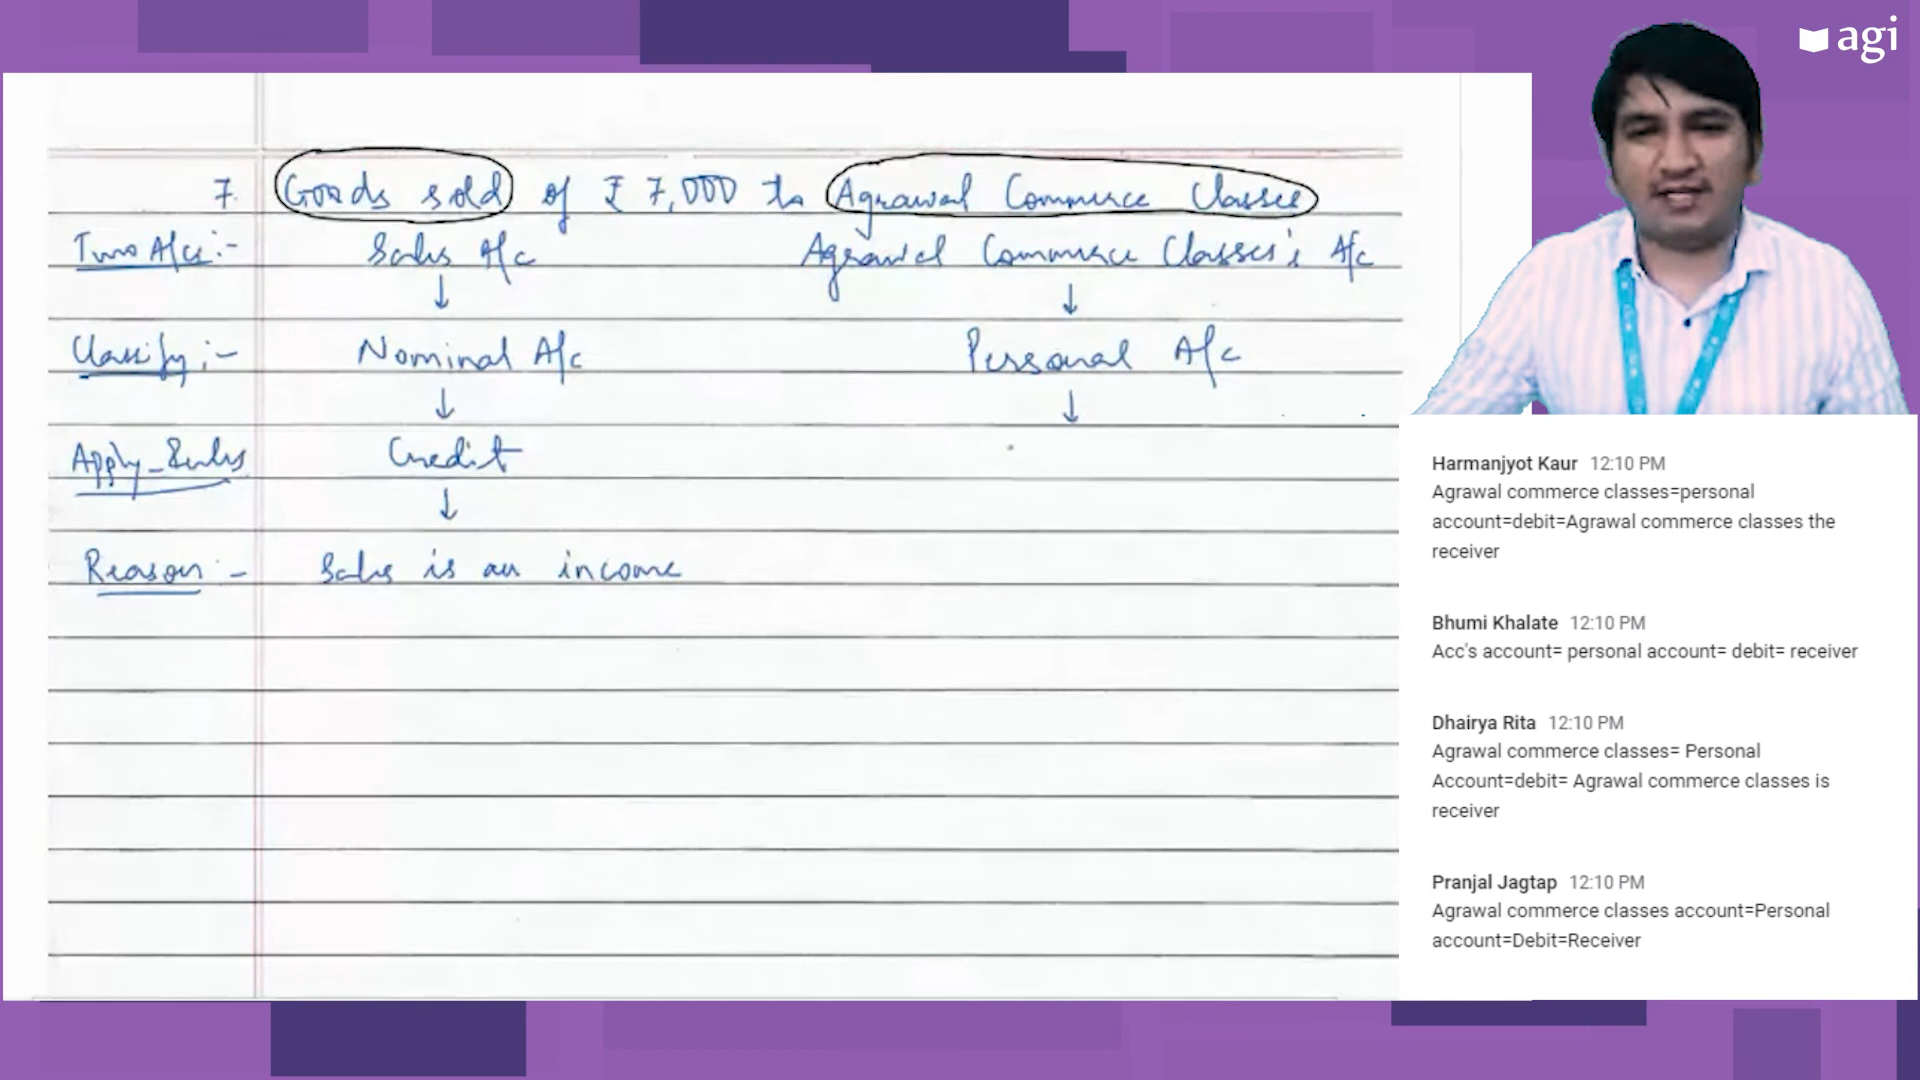 agi
7. Goods sold of ₹ 7,000 to Agrawal Commerce Classes
Two A/cs:- Sales A/c Agrawal Commerce Classes's A/c
↓ ↓
Classify:- Nominal A/c Personal A/c
↓ ↓
Apply Rules Credit
↓
Reason:- Sales is an income
Harmanjyot Kaur 12:10 PM
Agrawal commerce classes=personal
account=debit=Agrawal commerce classes the
receiver
Bhumi Khalate 12:10 PM
Acc's account= personal account= debit= receiver
Dhairya Rita 12:10 PM
Agrawal commerce classes= Personal
Account=debit= Agrawal commerce classes is
receiver
Pranjal Jagtap 12:10 PM
Agrawal commerce classes account=Personal
account=Debit=Receiver